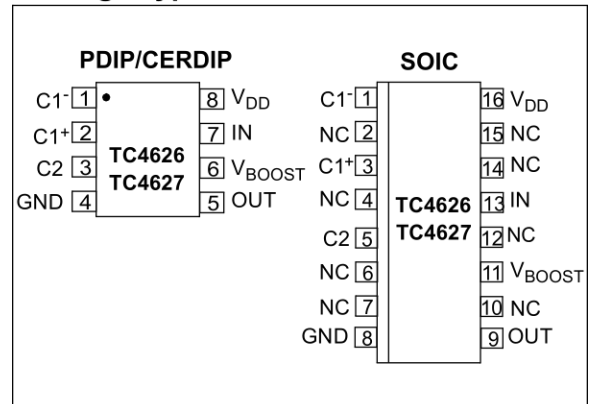 PDIP/CERDIP
C1- 1 8 VDD
C1+ 2 7 IN
C2 3 6 VBOOST
GND 4 5 OUT
TC4626
TC4627
SOIC
C1- 1 16 VDD
NC 2 15 NC
C1+ 3 14 NC
NC 4 13 IN
C2 5 12 NC
NC 6 11 VBOOST
NC 7 10 NC
GND 8 9 OUT
TC4626
TC4627